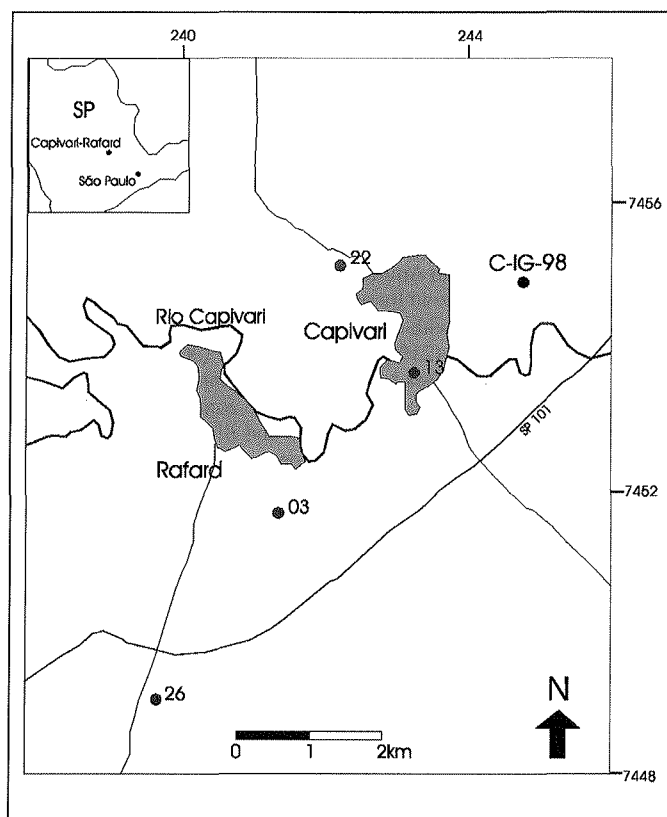 240
244
SP
Capivari-Rafard
São Paulo
7456
22
C-IG-98
Rio Capivari
Capivari
13
SP 101
Rafard
7452
03
26
N
0
1
2km
7448